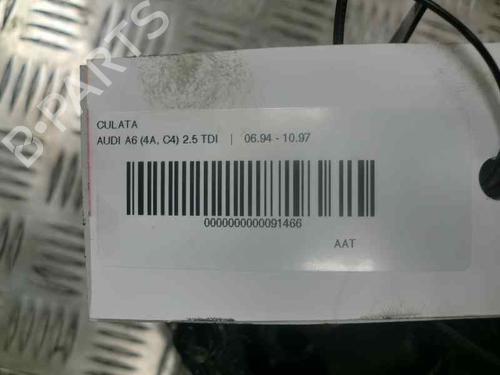 B-PARTS
CULATA
AUDI A6 (4A, C4) 2.5 TDI | 06.94 - 10.97
0000000000091466
AAT